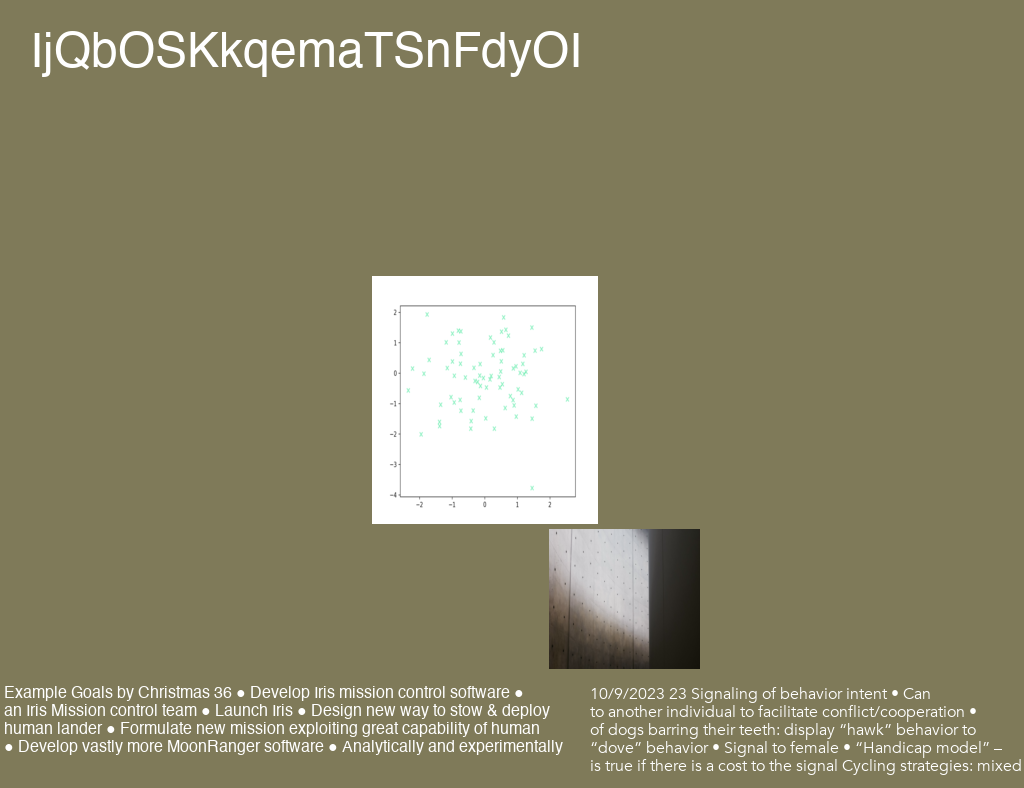 IjQbOSKkqemaTSnFdyOI
2
1
0
−1
−2
−3
−4
−2 −1 0 1 2
Example Goals by Christmas 36 ● Develop Iris mission control software ●
an Iris Mission control team ● Launch Iris ● Design new way to stow & deploy
human lander ● Formulate new mission exploiting great capability of human
● Develop vastly more MoonRanger software ● Analytically and experimentally
10/9/2023 23 Signaling of behavior intent • Can
to another individual to facilitate conflict/cooperation •
of dogs barring their teeth: display “hawk” behavior to
“dove” behavior • Signal to female • “Handicap model” –
is true if there is a cost to the signal Cycling strategies: mixed